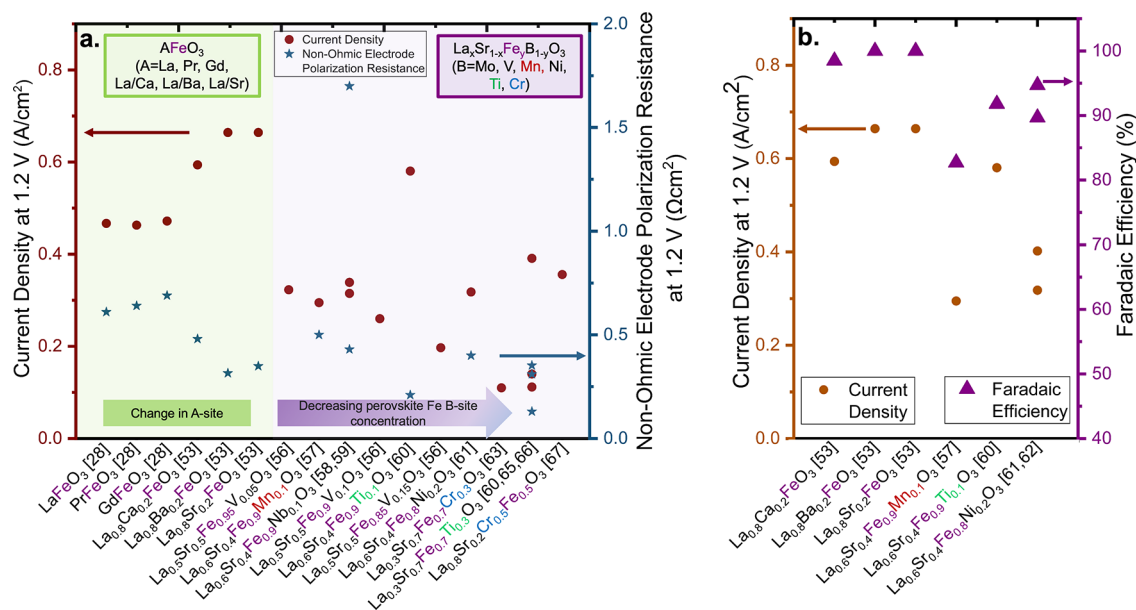 a.
AFeO₃
(A=La, Pr, Gd,
La/Ca, La/Ba, La/Sr)
Current Density
Non-Ohmic Electrode
Polarization Resistance
LaₓSr₁₋ₓFeᵧB₁₋ᵧO₃
(B=Mo, V, Mn, Ni,
Ti, Cr)
Current Density at 1.2 V (A/cm²)
0.8
0.6
0.4
0.2
0.0
2.0
1.5
1.0
0.5
0.0
Non-Ohmic Electrode Polarization Resistance
at 1.2 V (Ωcm²)
Change in A-site
Decreasing perovskite Fe B-site
concentration
LaFeO₃ [28]
PrFeO₃ [28]
GdFeO₃ [28]
La₀.₈Ca₀.₂FeO₃ [53]
La₀.₈Ba₀.₂FeO₃ [53]
La₀.₈Sr₀.₂FeO₃ [53]
La₀.₅Sr₀.₅Fe₀.₉₅V₀.₀₅O₃ [56]
La₀.₆Sr₀.₄Fe₀.₉Mn₀.₁O₃ [57]
La₀.₆Sr₀.₄Fe₀.₉Nb₀.₁O₃ [58,59]
La₀.₅Sr₀.₅Fe₀.₉V₀.₁O₃ [56]
La₀.₆Sr₀.₄Fe₀.₉Ti₀.₁O₃ [60]
La₀.₅Sr₀.₅Fe₀.₈₅V₀.₁₅O₃ [56]
La₀.₆Sr₀.₄Fe₀.₈Ni₀.₂O₃ [61]
La₀.₃Sr₀.₇Fe₀.₇Cr₀.₃O₃ [63]
La₀.₃Sr₀.₇Fe₀.₇Ti₀.₃O₃ [60,65,66]
La₀.₈Sr₀.₂Cr₀.₅Fe₀.₅O₃ [67]
b.
Current Density at 1.2 V (A/cm²)
0.8
0.6
0.4
0.2
0.0
100
90
80
70
60
50
40
Faradaic Efficiency (%)
Current
Density
Faradaic
Efficiency
La₀.₈Ca₀.₂FeO₃ [53]
La₀.₈Ba₀.₂FeO₃ [53]
La₀.₈Sr₀.₂FeO₃ [53]
La₀.₆Sr₀.₄Fe₀.₉Mn₀.₁O₃ [57]
La₀.₆Sr₀.₄Fe₀.₉Ti₀.₁O₃ [60]
La₀.₆Sr₀.₄Fe₀.₈Ni₀.₂O₃ [61,62]